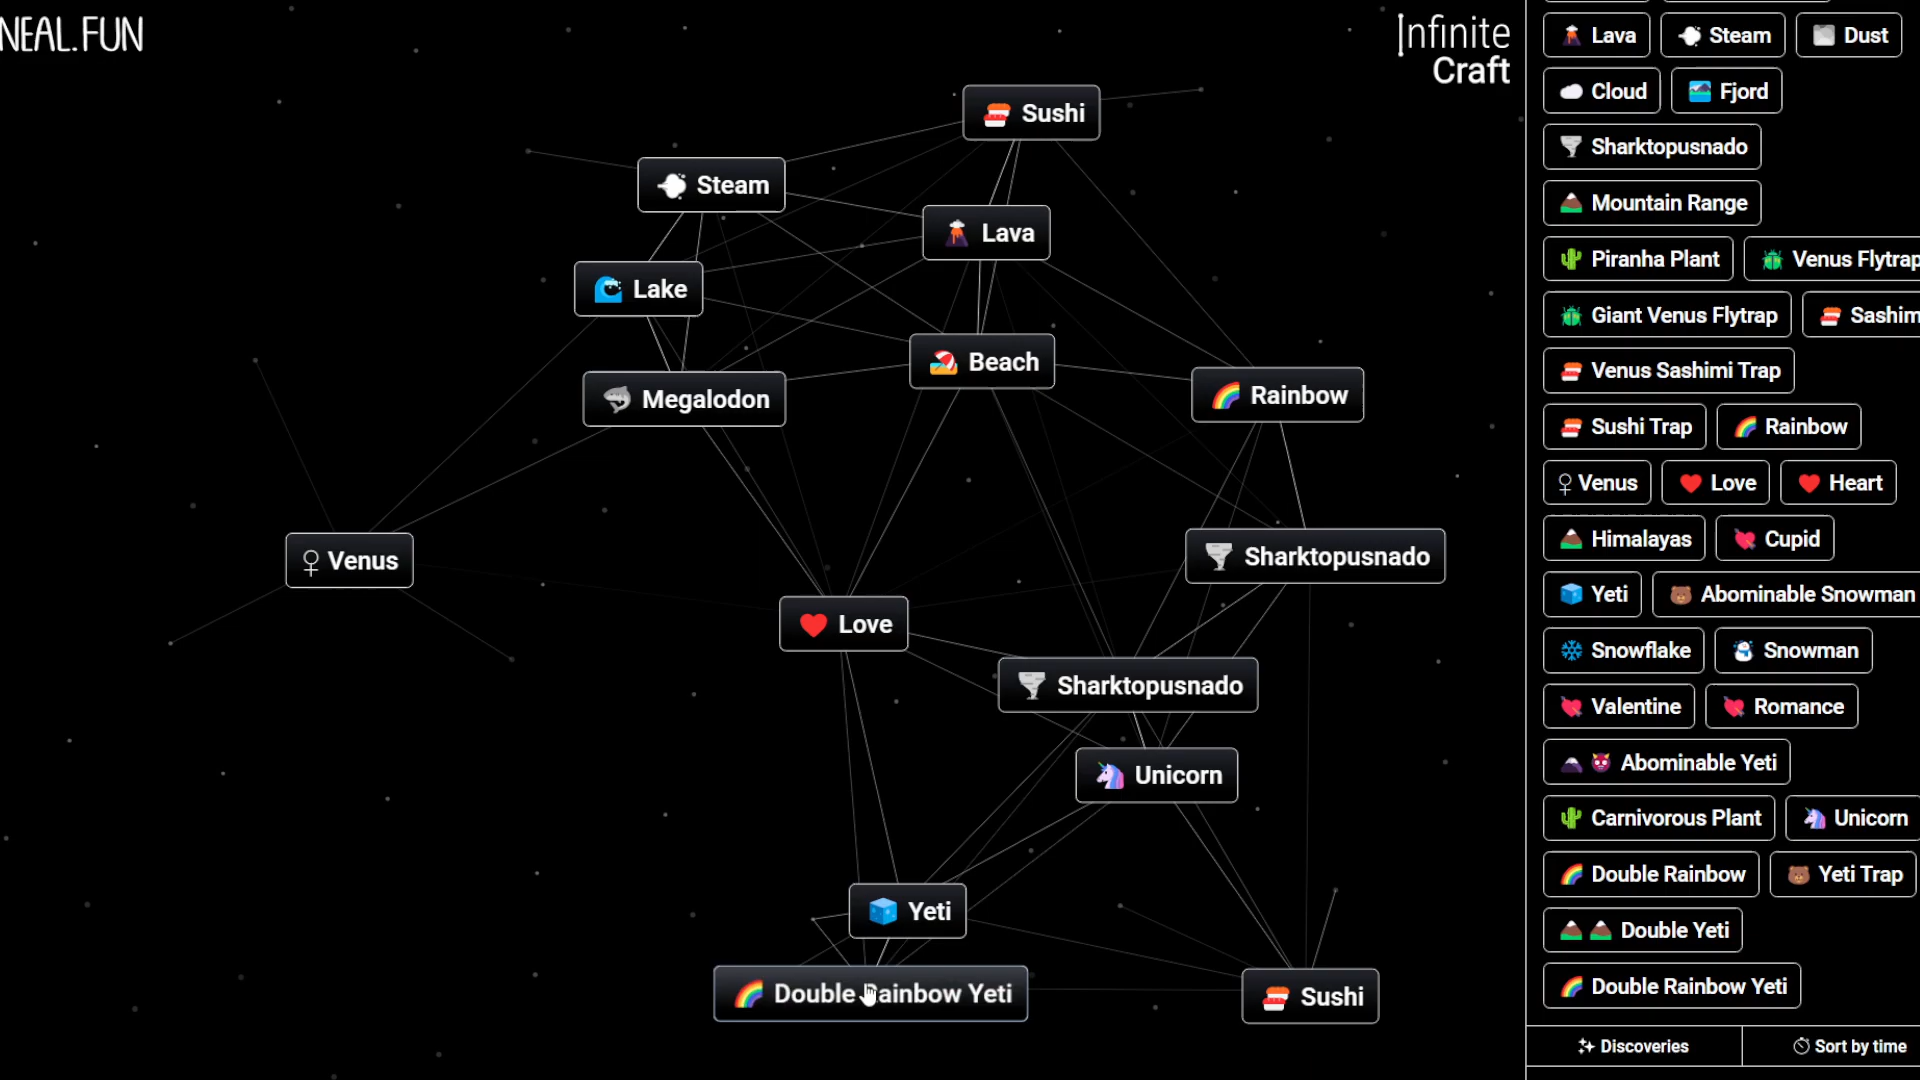 NEAL.FUN
Infinite
Craft
Sushi
Steam
Lava
Lake
Beach
Megalodon
Rainbow
Venus
Sharktopusnado
Love
Sharktopusnado
Unicorn
Yeti
Double Rainbow Yeti
Sushi
Lava Steam Dust
Cloud Fjord
Sharktopusnado
Mountain Range
Piranha Plant Venus Flytrap
Giant Venus Flytrap Sashim
Venus Sashimi Trap
Sushi Trap Rainbow
Venus Love Heart
Himalayas Cupid
Yeti Abominable Snowman
Snowflake Snowman
Valentine Romance
Abominable Yeti
Carnivorous Plant Unicorn
Double Rainbow Yeti Trap
Double Yeti
Double Rainbow Yeti
Discoveries Sort by time